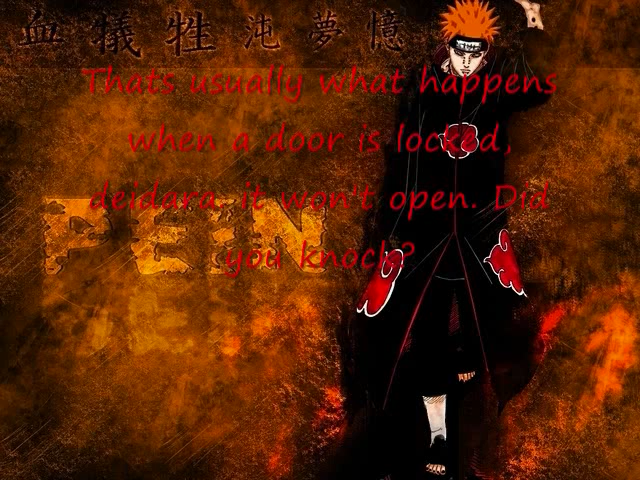 血 犠 牲 沌 夢 憶
Thats usually what happens
when a door is locked,
deidara, it won't open. Did
you knock?
PEIN